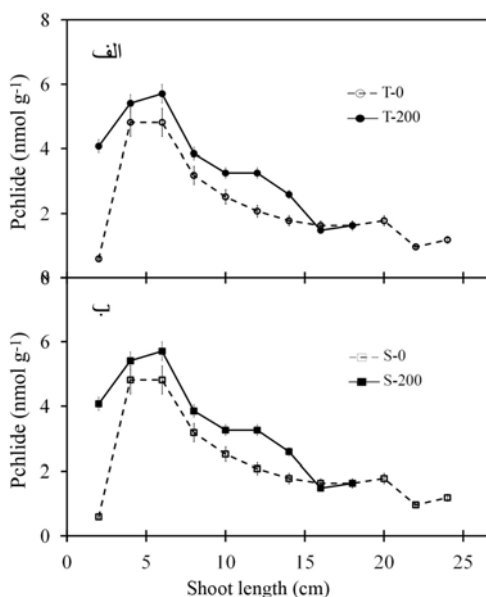 8
الف
6
4
2
0
Pchlide (nmol g⁻¹)
T-0
T-200
8
ب
6
4
2
0
Pchlide (nmol g⁻¹)
S-0
S-200
0 5 10 15 20 25
Shoot length (cm)